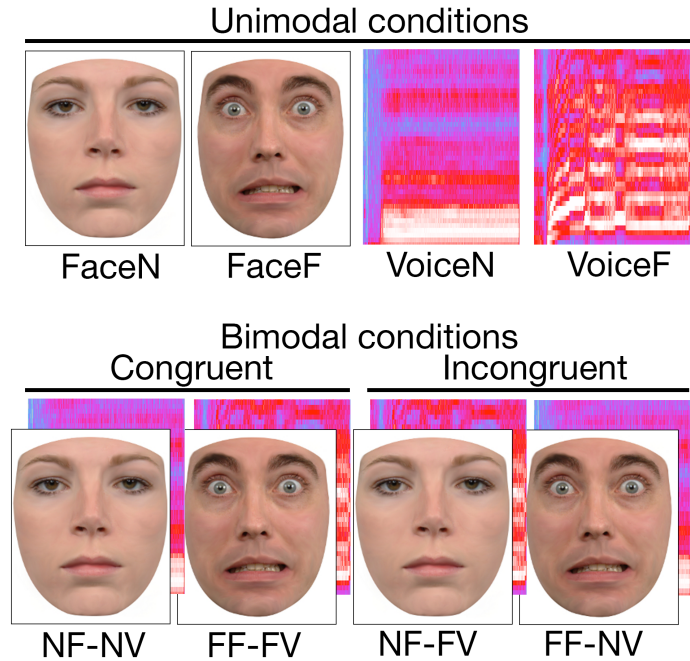 Unimodal conditions
FaceN FaceF VoiceN VoiceF
Bimodal conditions
Congruent Incongruent
NF-NV FF-FV NF-FV FF-NV